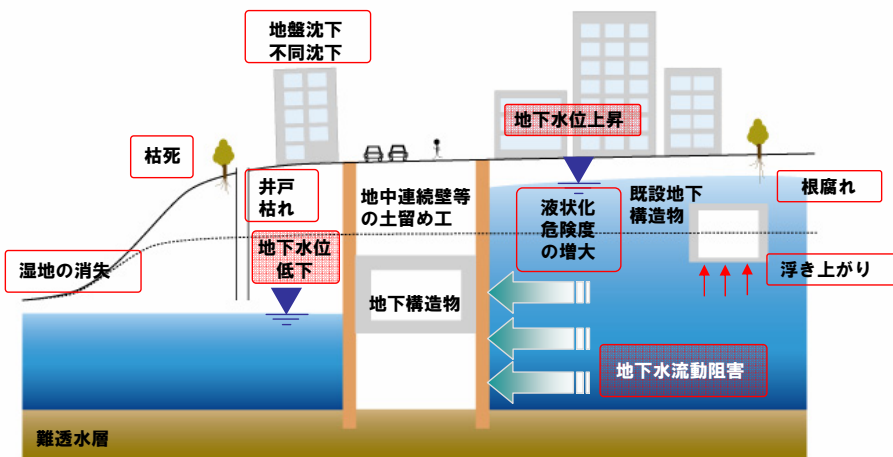 地盤沈下
不同沈下
地下水位上昇
枯死
井戸
枯れ
地中連続壁等
の土留め工
液状化
危険度
の増大
既設地下
構造物
根腐れ
湿地の消失
地下水位
低下
浮き上がり
地下構造物
地下水流動阻害
難透水層